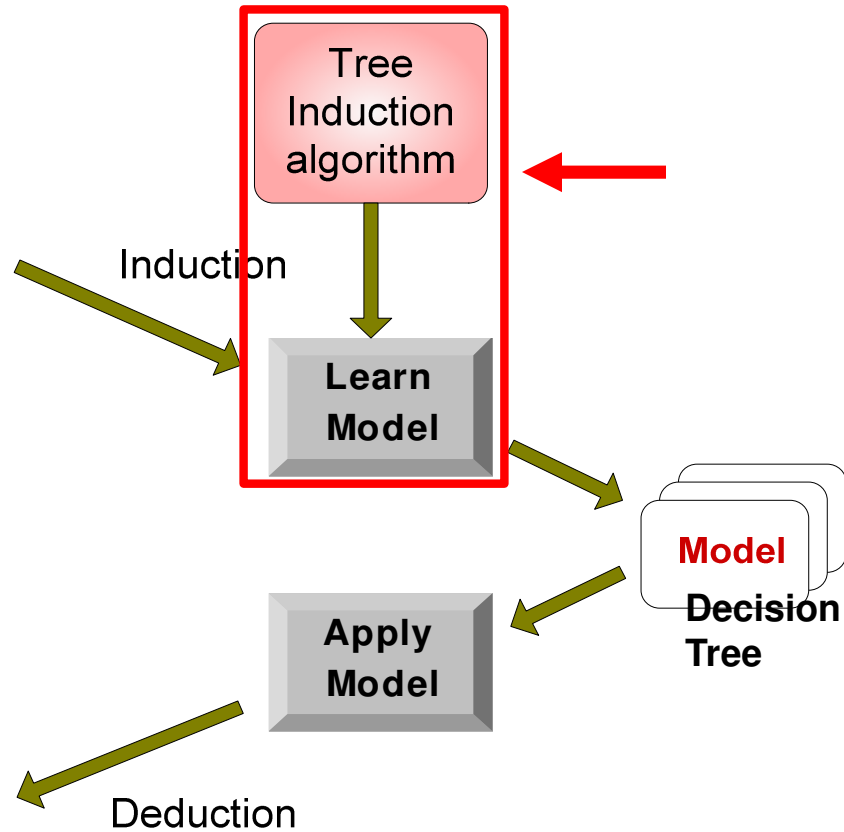 Tree
Induction
algorithm
Induction
Learn
Model
Model
Decision
Tree
Apply
Model
Deduction